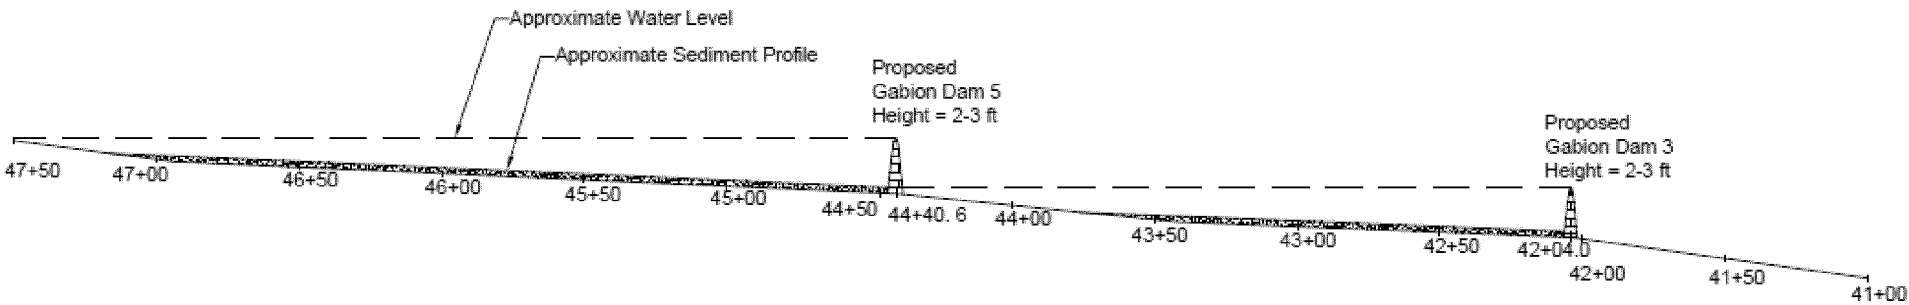 Approximate Water Level
Approximate Sediment Profile
Proposed
Gabion Dam 5
Height = 2-3 ft
Proposed
Gabion Dam 3
Height = 2-3 ft
47+50
47+00
46+50
46+00
45+50
45+00
44+50
44+40. 6
44+00
43+50
43+00
42+50
42+04.0
42+00
41+50
41+00